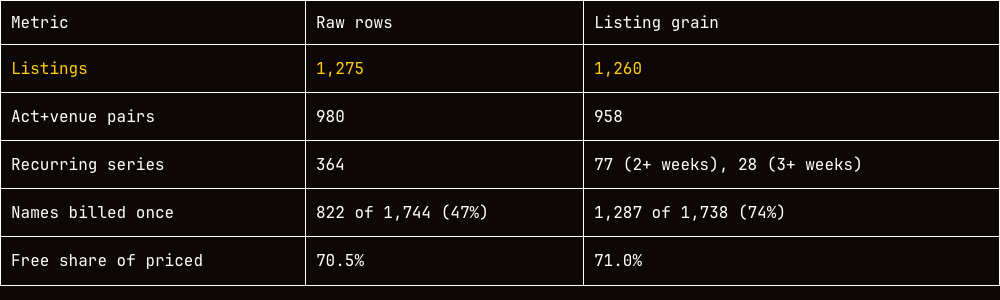 Metric Raw rows Listing grain
Listings 1,275 1,260
Act+venue pairs 980 958
Recurring series 364 77 (2+ weeks), 28 (3+ weeks)
Names billed once 822 of 1,744 (47%) 1,287 of 1,738 (74%)
Free share of priced 70.5% 71.0%